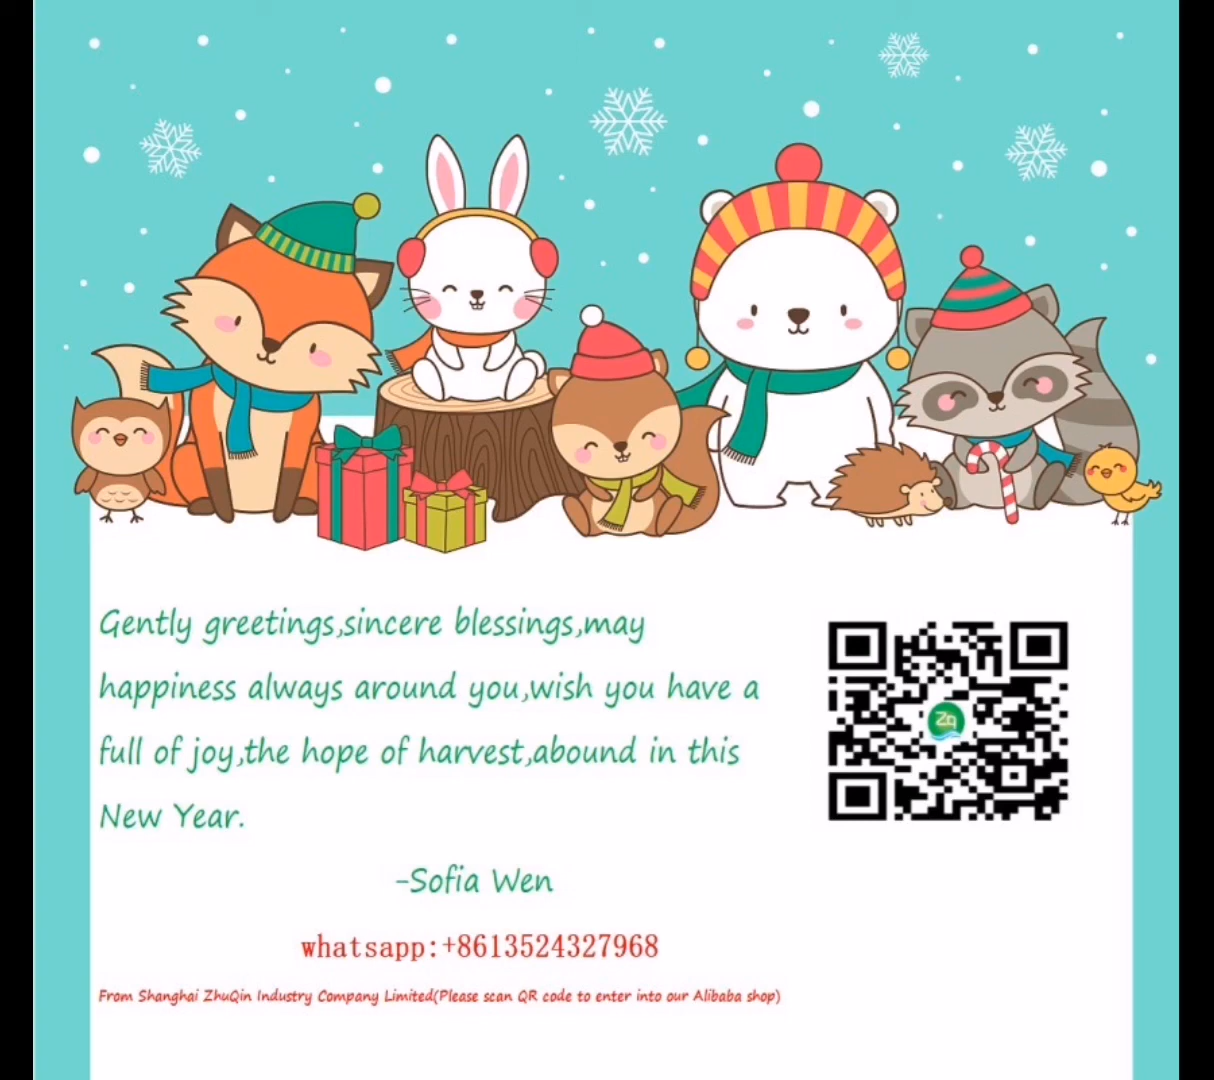 Gently greetings,sincere blessings,may
happiness always around you,wish you have a
full of joy,the hope of harvest,abound in this
New Year.
-Sofia Wen
whatsapp:+8613524327968
From Shanghai ZhuQin Industry Company Limited(Please scan QR code to enter into our Alibaba shop)
Zq